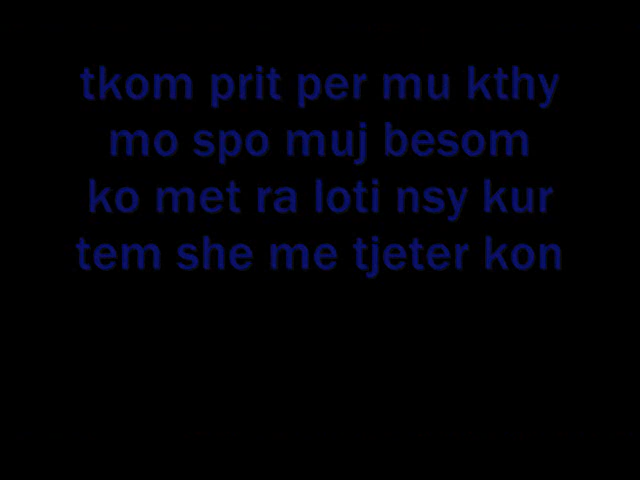 tkom prit per mu kthy
mo spo muj besom
ko met ra loti nsy kur
tem she me tjeter kon